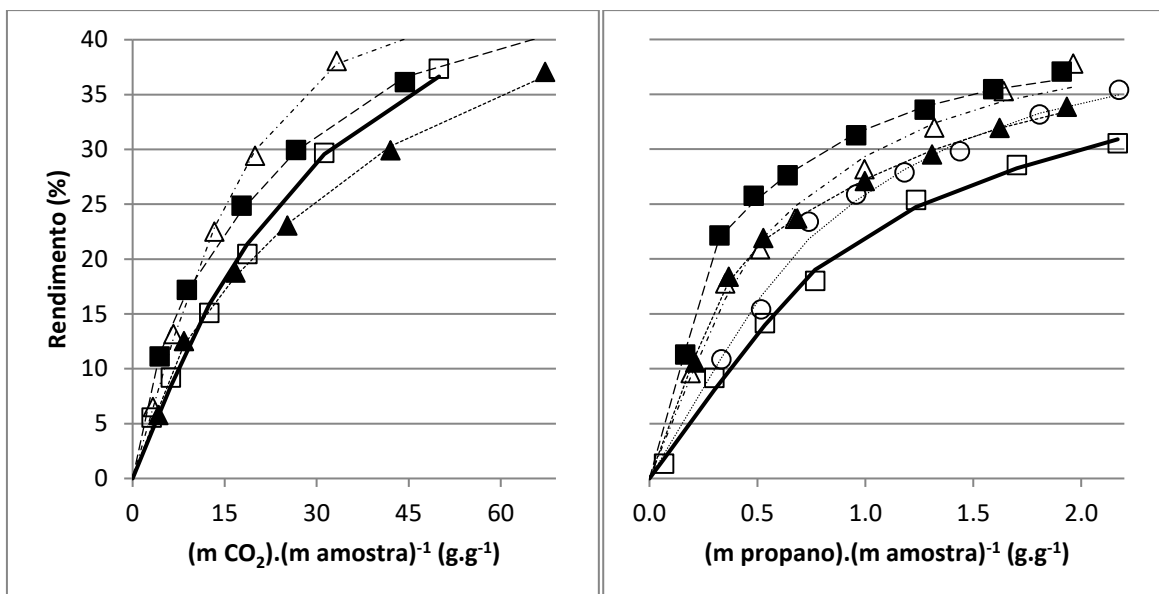 Rendimento (%)
40
35
30
25
20
15
10
5
0
0 15 30 45 60
(m CO₂).(m amostra)⁻¹ (g.g⁻¹)
0.0 0.5 1.0 1.5 2.0
(m propano).(m amostra)⁻¹ (g.g⁻¹)